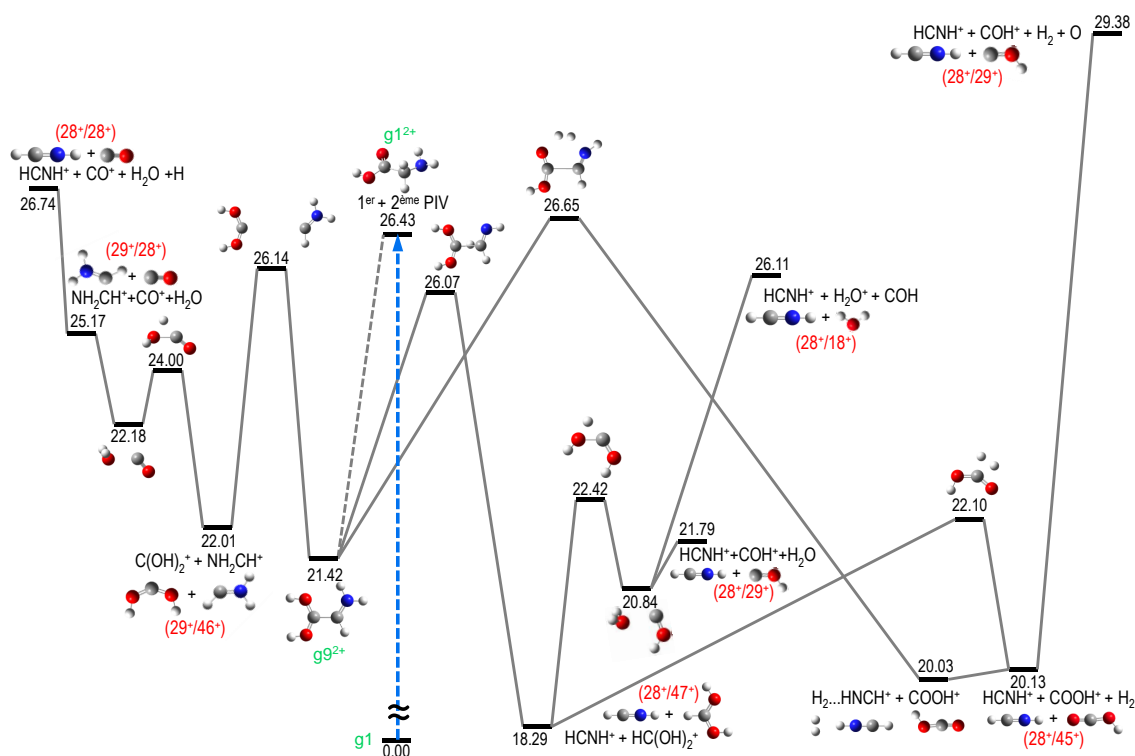 HCNH⁺ + COH⁺ + H₂ + O
29.38
(28⁺/29⁺)
(28⁺/28⁺)
HCNH⁺ + CO⁺ + H₂O +H
26.74
g1²⁺
1ᵉʳ + 2ᵉᵐᵉ PIV
26.43
26.65
26.14
26.07
(29⁺/28⁺)
NH₂CH⁺+CO⁺+H₂O
25.17
26.11
HCNH⁺ + H₂O⁺ + COH
(28⁺/18⁺)
24.00
22.18
22.42
22.10
22.01
C(OH)₂⁺ + NH₂CH⁺
(29⁺/46⁺)
21.42
g9²⁺
21.79
HCNH⁺+COH⁺+H₂O
(28⁺/29⁺)
20.84
20.03
H₂...HNCH⁺ + COOH⁺
20.13
HCNH⁺ + COOH⁺ + H₂
(28⁺/45⁺)
(28⁺/47⁺)
18.29
HCNH⁺ + HC(OH)₂⁺
≈
g1
0.00